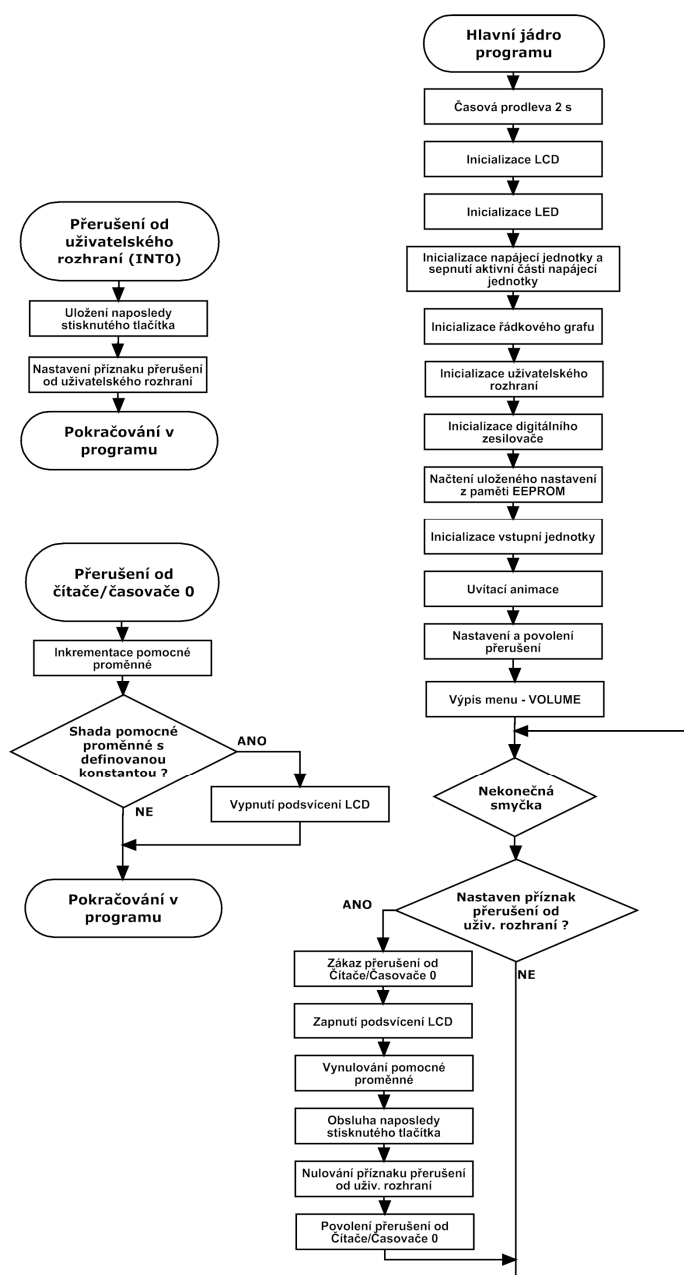 Hlavní jádro
programu
Časová prodleva 2 s
Inicializace LCD
Inicializace LED
Inicializace napájecí jednotky a
sepnutí aktivní části napájecí
jednotky
Inicializace řádkového grafu
Inicializace uživatelského
rozhraní
Inicializace digitálního
zesilovače
Načtení uloženého nastavení
z paměti EEPROM
Inicializace vstupní jednotky
Uvítací animace
Nastavení a povolení
přerušení
Výpis menu - VOLUME
Nekonečná
smyčka
Nastaven příznak
přerušení od
uživ. rozhraní ?
ANO
NE
Zákaz přerušení od
Čítače/Časovače 0
Zapnutí podsvícení LCD
Vynulování pomocné
proměnné
Obsluha naposledy
stisknutého tlačítka
Nulování příznaku přerušení
od uživ. rozhraní
Povolení přerušení od
Čítače/Časovače 0
Přerušení od
uživatelského
rozhraní (INT0)
Uložení naposledy
stisknutého tlačítka
Nastavení příznaku přerušení
od uživatelského rozhraní
Pokračování v
programu
Přerušení od
čítače/časovače 0
Inkrementace pomocné
proměnné
Shada pomocné
proměnné s
definovanou
konstantou ?
ANO
NE
Vypnutí podsvícení LCD
Pokračování v
programu